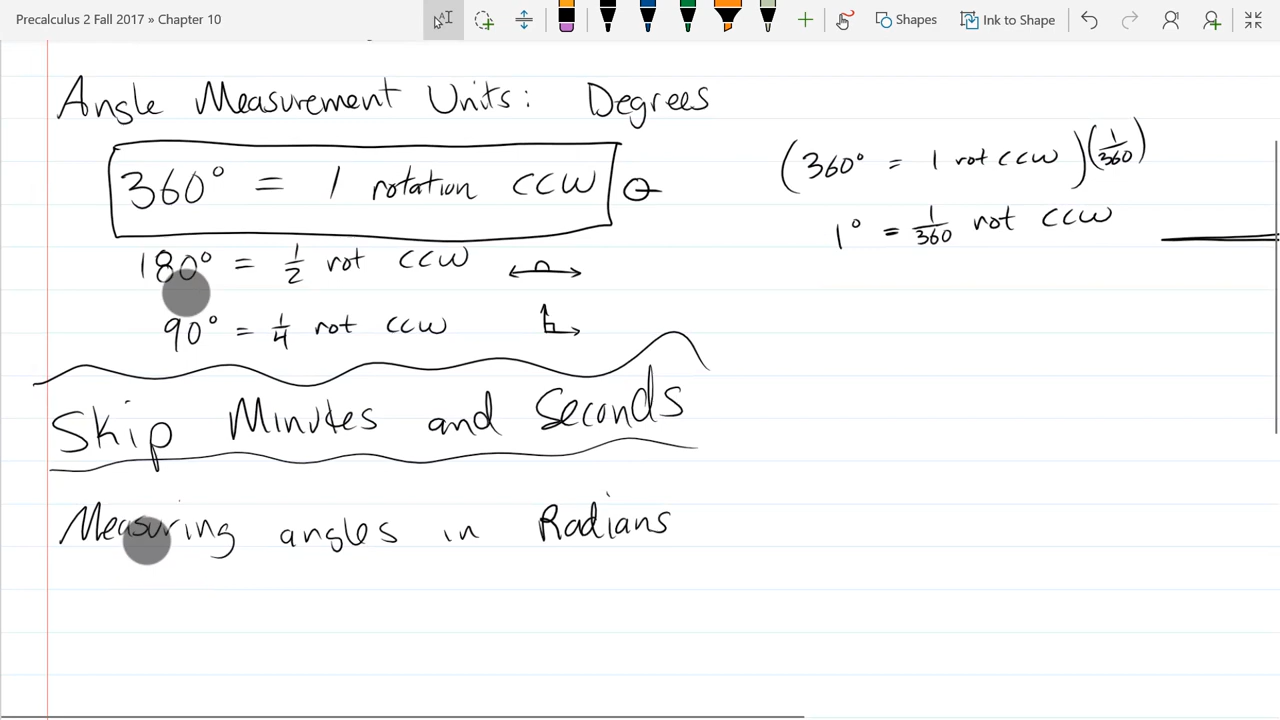 Precalculus 2 Fall 2017 » Chapter 10
Shapes
Ink to Shape
Angle Measurement Units: Degrees
360° = 1 rotation CCW
180° = 1/2 rot CCW
90° = 1/4 rot CCW
(360° = 1 rot CCW)(1/360)
1° = 1/360 rot CCW
Skip Minutes and Seconds
Measuring angles in Radians